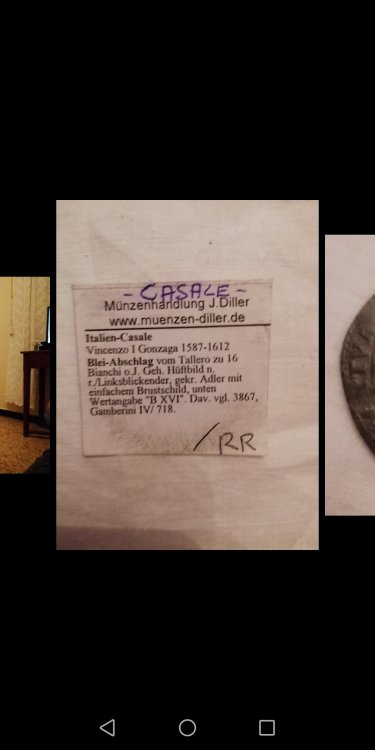 - CASALE -
Münzenhandlung J.Diller
www.muenzen-diller.de
Italien-Casale
Vincenzo I Gonzaga 1587-1612
Blei-Abschlag vom Tallero zu 16
Bianchi o.J. Geh. Hüftbild n.
r./Linksblickender, gekr. Adler mit
einfachem Brustschild, unten
Wertangabe "B XVI". Dav. vgl. 3867,
Gamberini IV/ 718.
/ RR